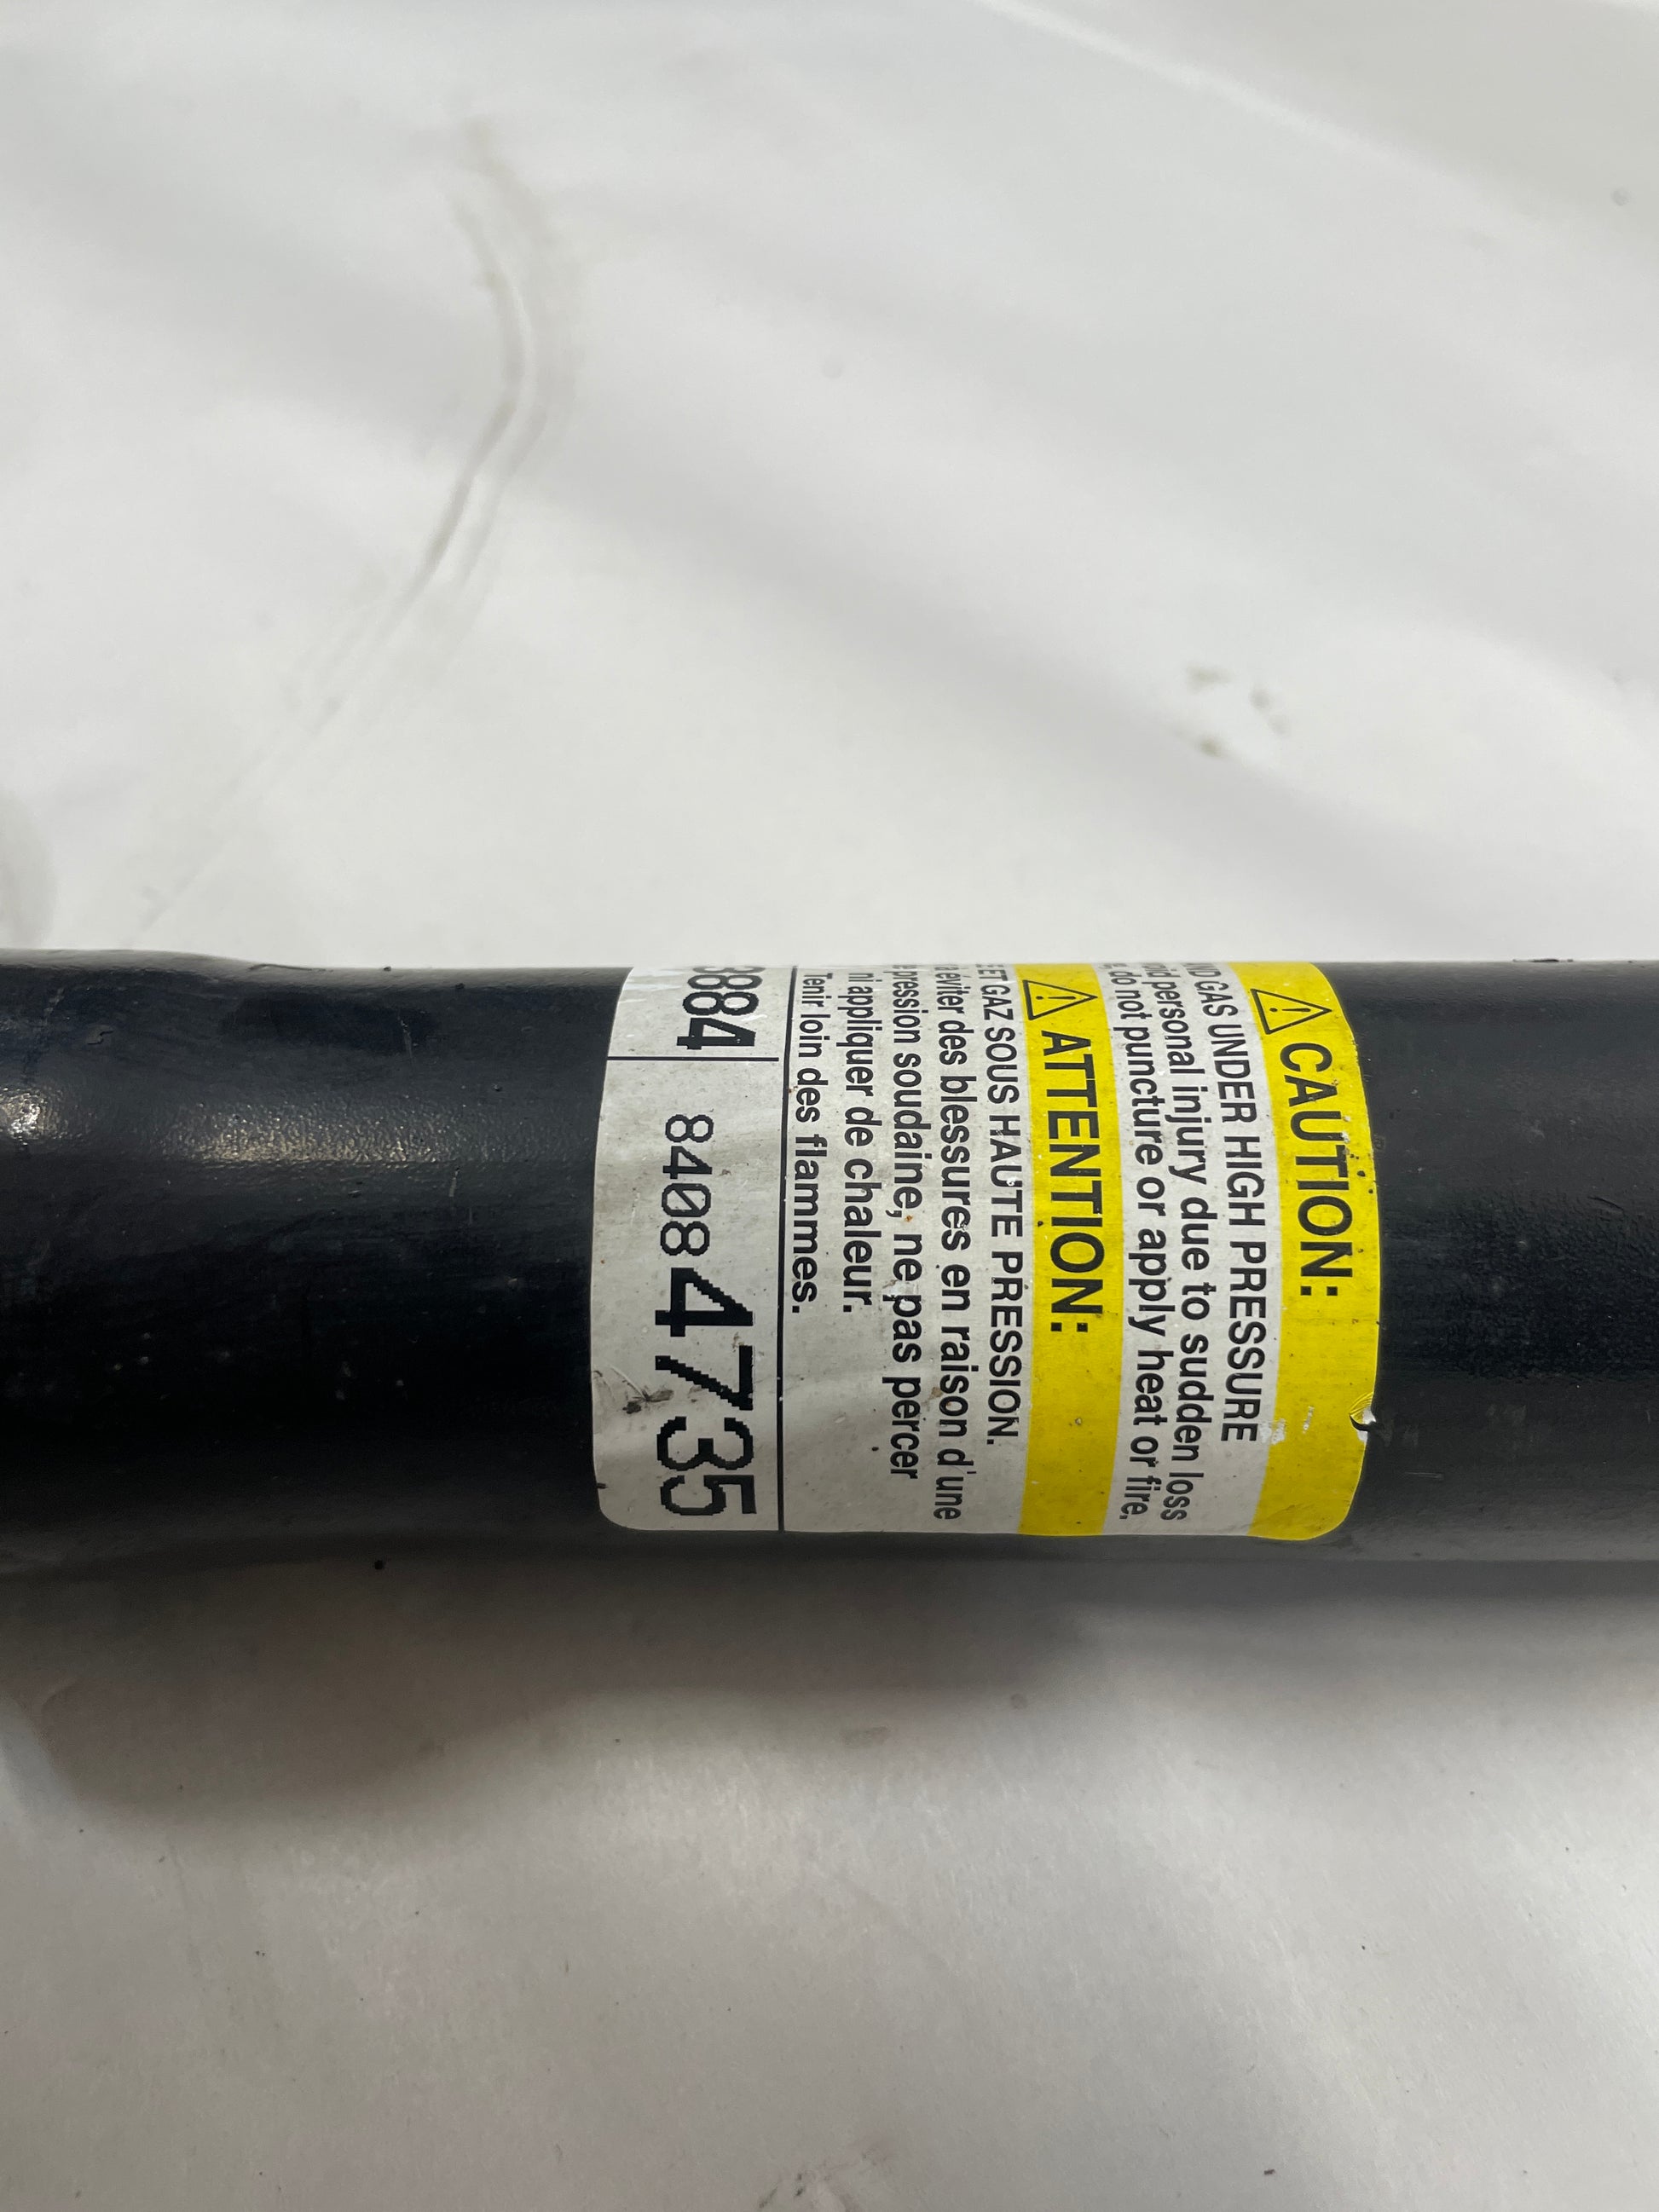 CAUTION:
GAS UNDER HIGH PRESSURE
personal injury due to sudden loss
do not puncture or apply heat or fire.
ATTENTION:
ET GAZ SOUS HAUTE PRESSION.
éviter des blessures en raison d'une
pression soudaine, ne pas percer
ni appliquer de chaleur.
Tenir loin des flammes.
884 84084735